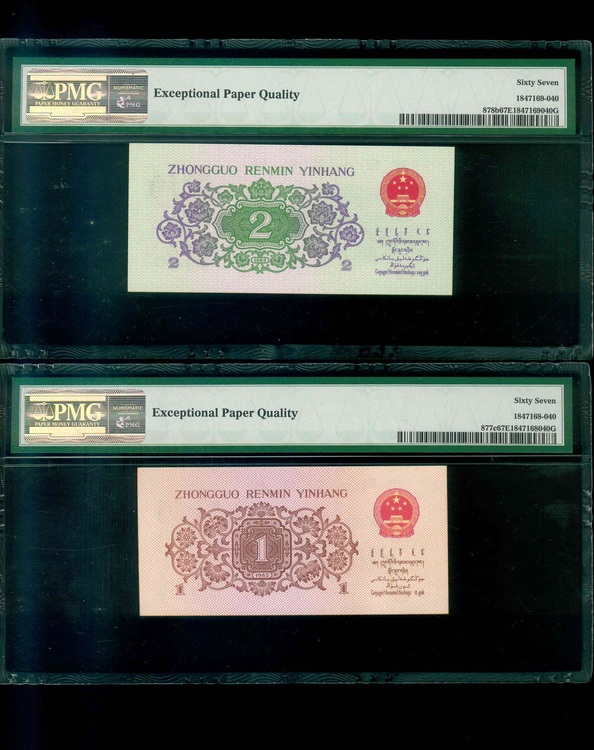 PMG
PAPER MONEY GUARANTY
NUMISMATIC
PNG
Exceptional Paper Quality
Sixty Seven
1847169-040
878b67E1847169040G
ZHONGGUO RENMIN YINHANG
2
2
2
PMG
PAPER MONEY GUARANTY
NUMISMATIC
PNG
Exceptional Paper Quality
Sixty Seven
1847168-040
877c67E1847168040G
ZHONGGUO RENMIN YINHANG
1
1962
1
1